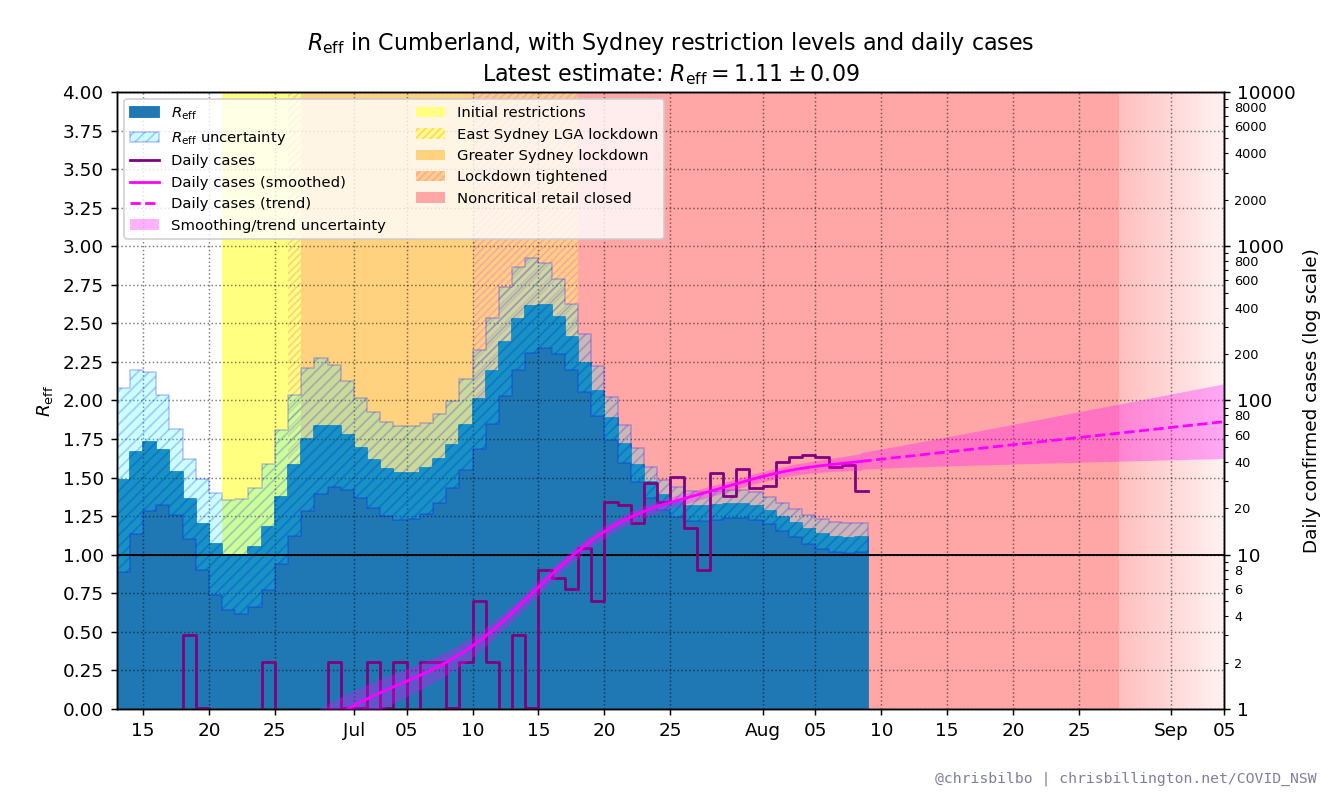 Reff in Cumberland, with Sydney restriction levels and daily cases
Latest estimate: Reff = 1.11 ± 0.09
Reff
Reff uncertainty
Daily cases
Daily cases (smoothed)
Daily cases (trend)
Smoothing/trend uncertainty
Initial restrictions
East Sydney LGA lockdown
Greater Sydney lockdown
Lockdown tightened
Noncritical retail closed
Reff
4.00
3.75
3.50
3.25
3.00
2.75
2.50
2.25
2.00
1.75
1.50
1.25
1.00
0.75
0.50
0.25
0.00
10000
8000
6000
4000
2000
1000
800
600
400
200
100
80
60
40
20
10
8
6
4
2
1
Daily confirmed cases (log scale)
15 20 25 Jul 05 10 15 20 25 Aug 05 10 15 20 25 Sep 05
@chrisbilbo | chrisbillington.net/COVID_NSW